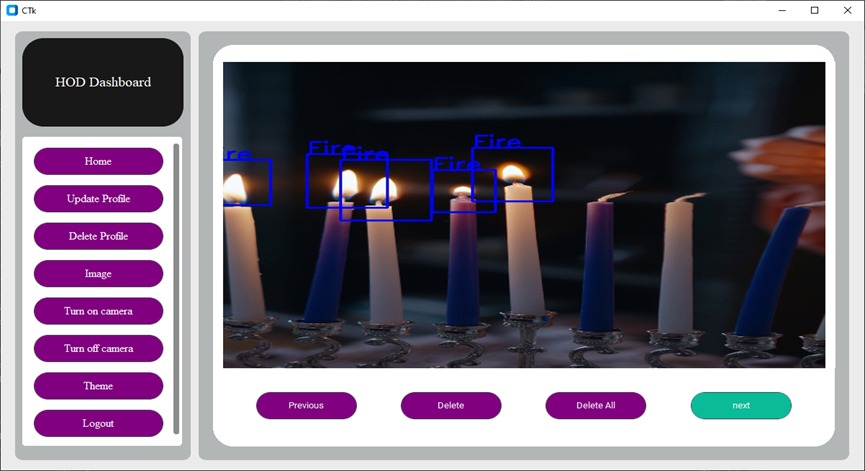 CTk
HOD Dashboard
Home
Update Profile
Delete Profile
Image
Turn on camera
Turn off camera
Theme
Logout
ire
Fire
Fire
Fire
Fire
Previous
Delete
Delete All
next